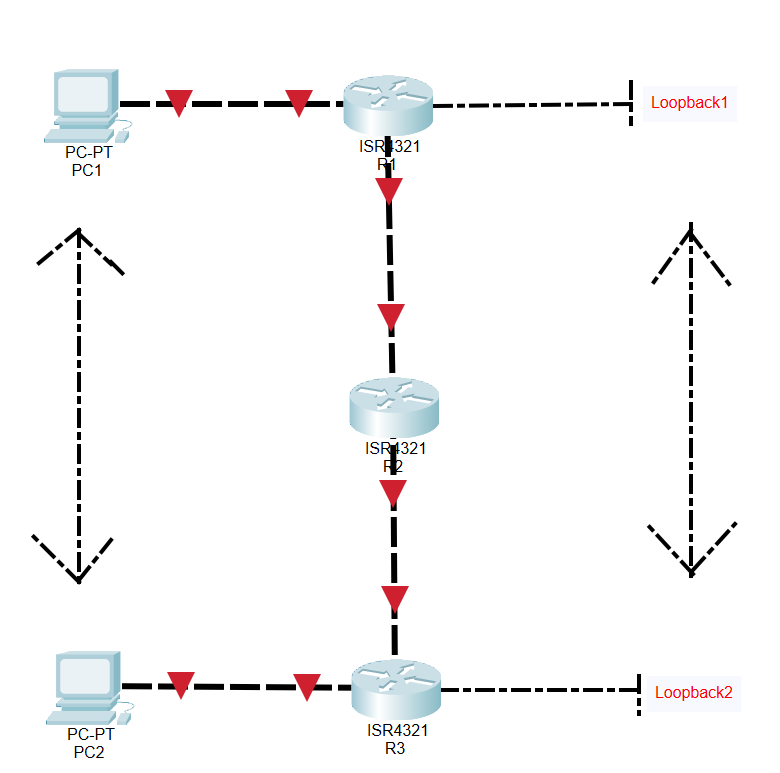 Loopback1
ISR4321
R1
PC-PT
PC1
ISR4321
R2
Loopback2
ISR4321
R3
PC-PT
PC2